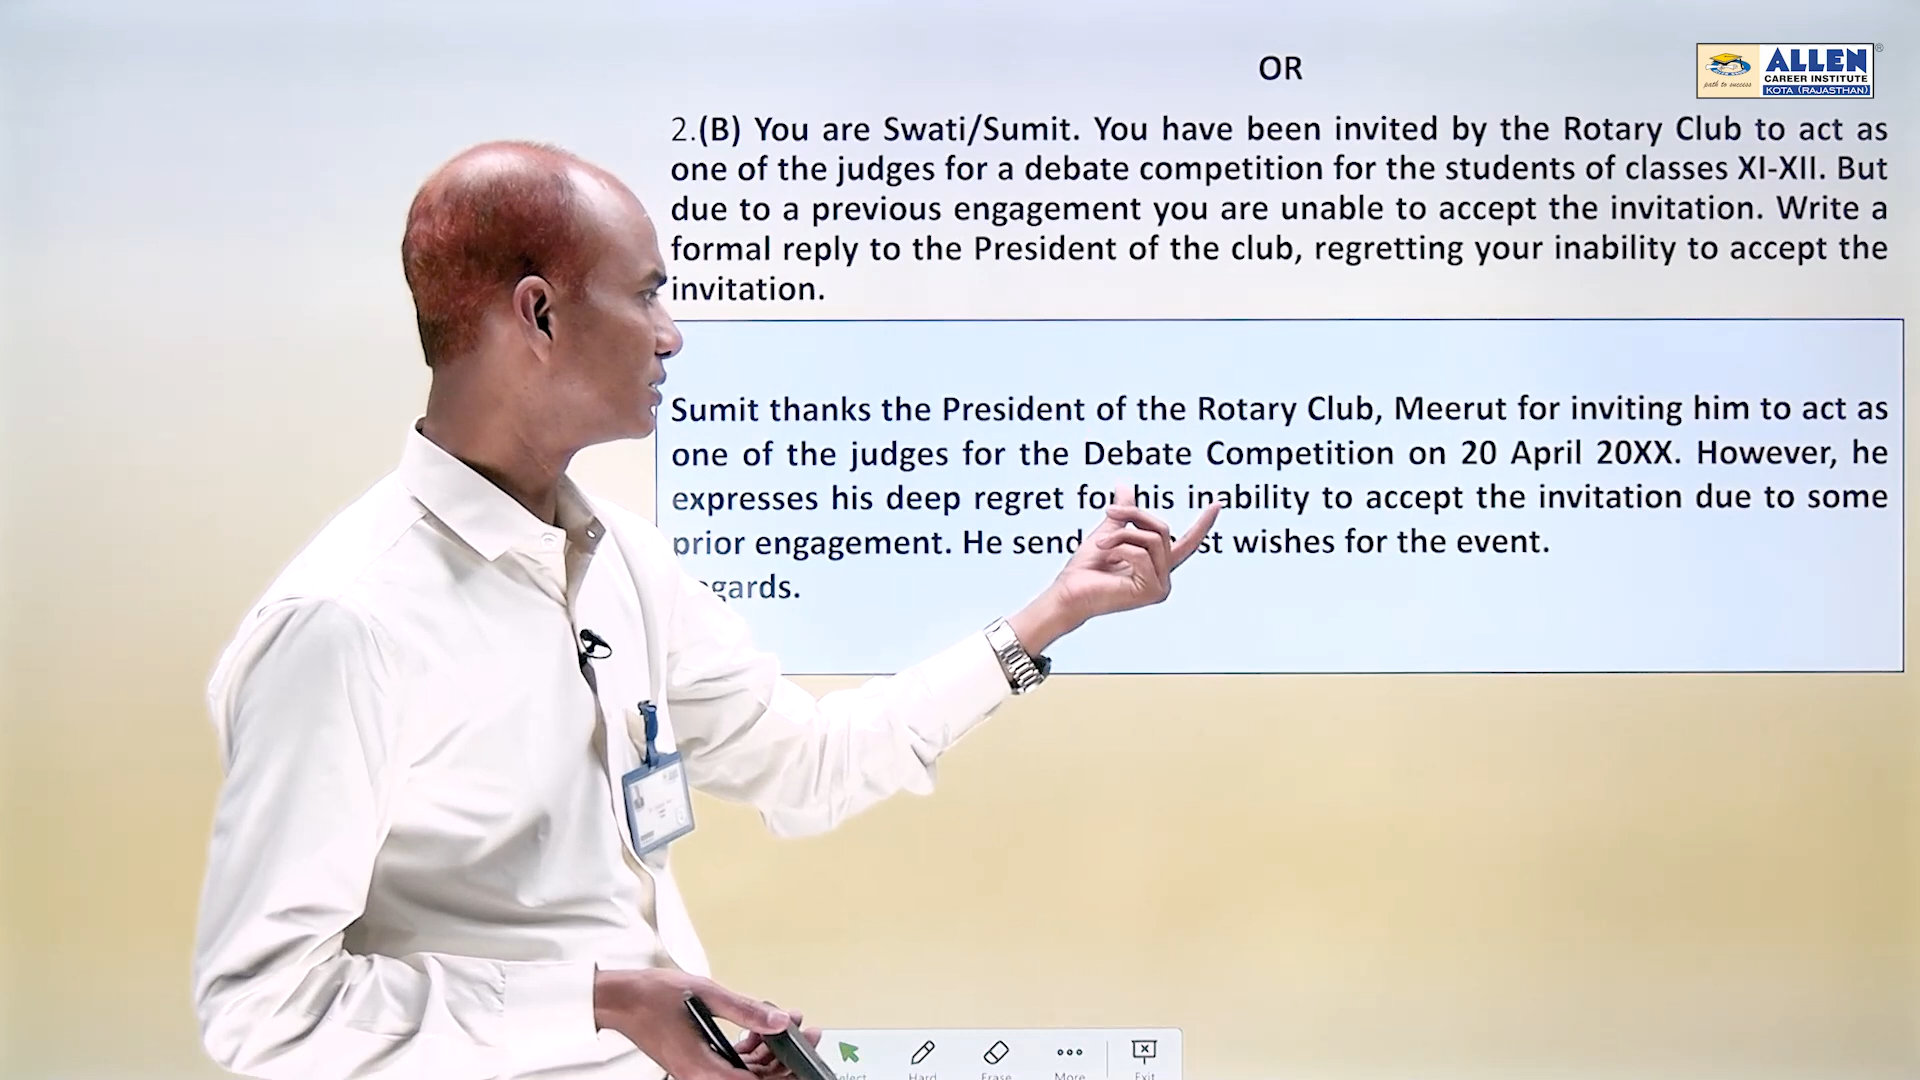 OR
ALLEN
CAREER INSTITUTE
KOTA (RAJASTHAN)
path to success
®
2.(B) You are Swati/Sumit. You have been invited by the Rotary Club to act as
one of the judges for a debate competition for the students of classes XI-XII. But
due to a previous engagement you are unable to accept the invitation. Write a
formal reply to the President of the club, regretting your inability to accept the
invitation.
Sumit thanks the President of the Rotary Club, Meerut for inviting him to act as
one of the judges for the Debate Competition on 20 April 20XX. However, he
expresses his deep regret for his inability to accept the invitation due to some
prior engagement. He wishes for the event.
Hard
Erase
More
Exit